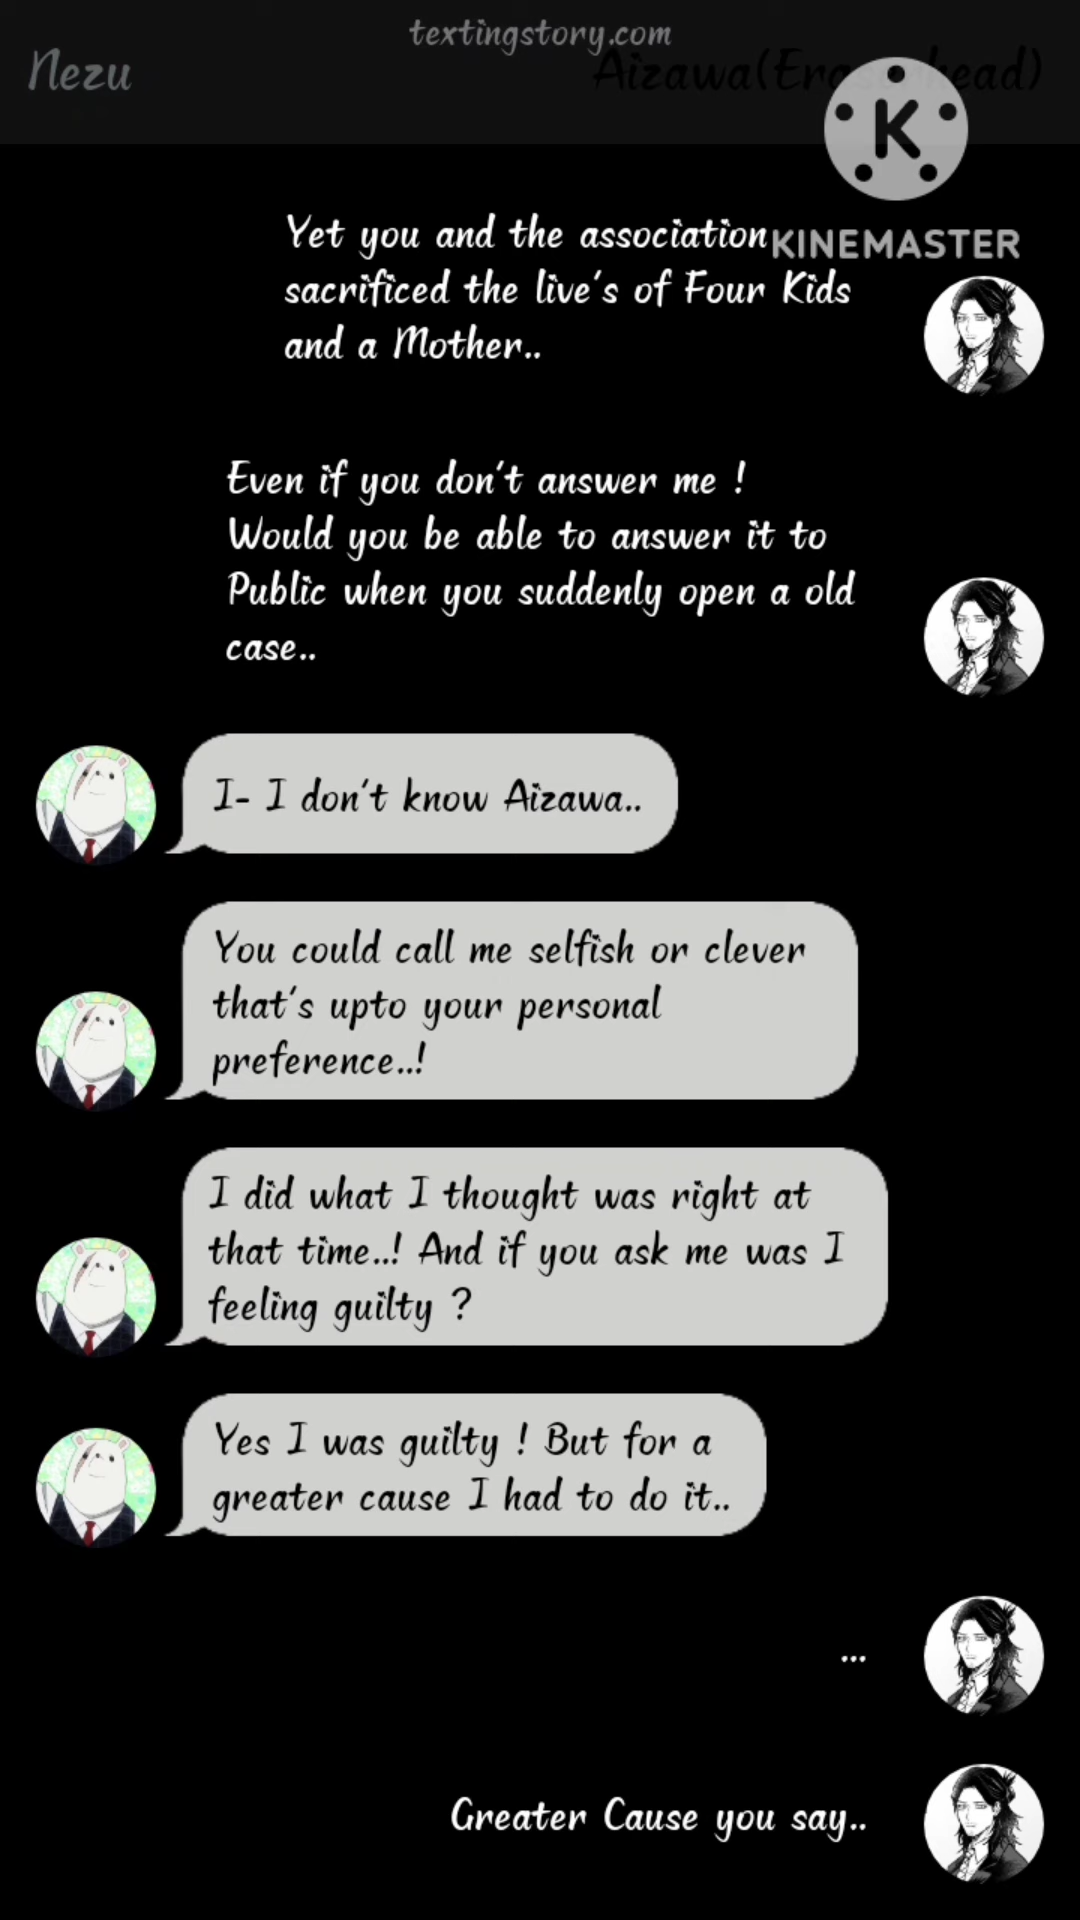 textingstory.com
Nezu
Aizawa(Eraserhead)
K
KINEMASTER
Yet you and the association
sacrificed the live's of Four Kids
and a Mother..
Even if you don't answer me !
Would you be able to answer it to
Public when you suddenly open a old
case..
I- I don't know Aizawa..
You could call me selfish or clever
that's upto your personal
preference..!
I did what I thought was right at
that time..! And if you ask me was I
feeling guilty ?
Yes I was guilty ! But for a
greater cause I had to do it..
...
Greater Cause you say..